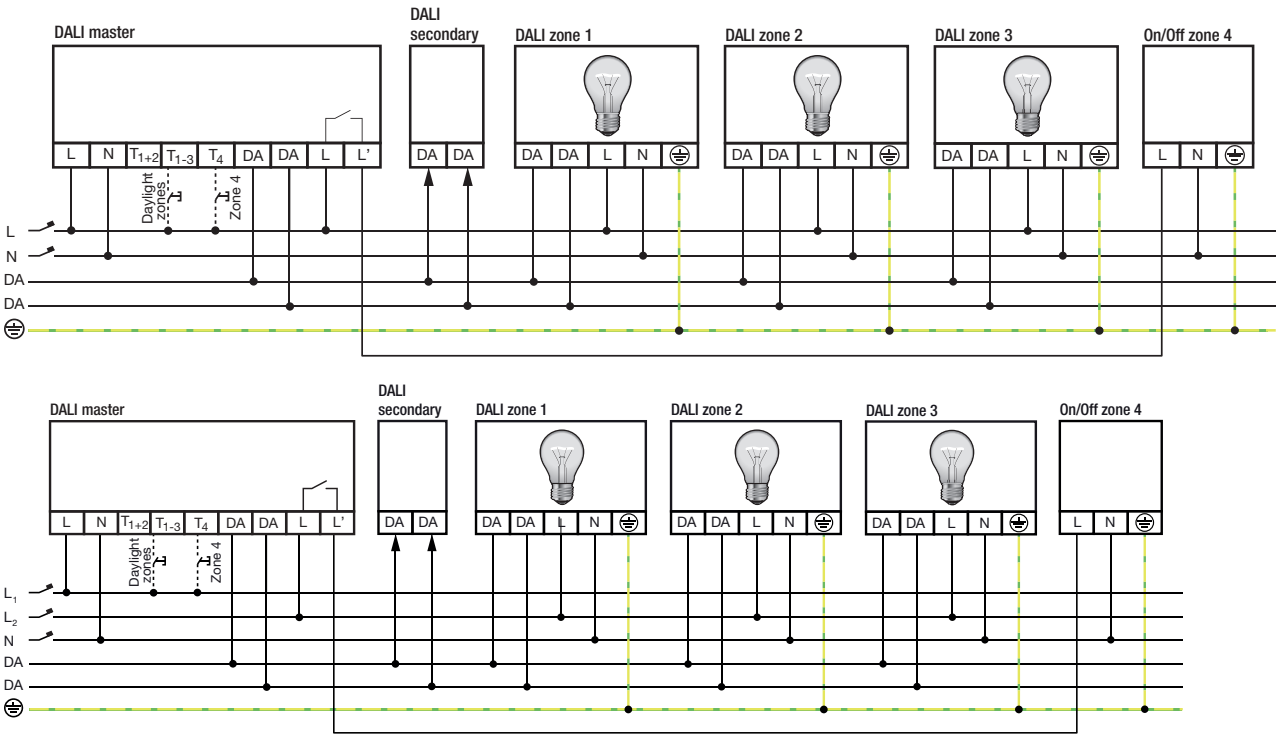 DALI master
DALI
secondary
DALI zone 1
DALI zone 2
DALI zone 3
On/Off zone 4
L N T1+2 T1-3 T4 DA DA L L'
DA DA
DA DA L N
DA DA L N
DA DA L N
L N
Daylight
zones
Zone 4
L
N
DA
DA
DALI master
DALI
secondary
DALI zone 1
DALI zone 2
DALI zone 3
On/Off zone 4
L N T1+2 T1-3 T4 DA DA L L'
DA DA
DA DA L N
DA DA L N
DA DA L N
L N
Daylight
zones
Zone 4
L1
L2
N
DA
DA